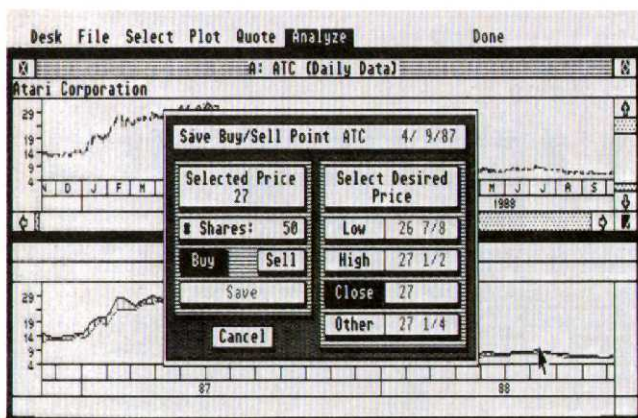 Desk File Select Plot Quote Analyze Done
A: ATC (Daily Data)
Atari Corporation
Save Buy/Sell Point ATC 4/ 9/87
Selected Price
27
# Shares: 50
Buy Sell
Save
Cancel
Select Desired
Price
Low 26 7/8
High 27 1/2
Close 27
Other 27 1/4
29
19
14
9
4
N D J F M
M J J A S
1988
29
19
14
9
4
87 88